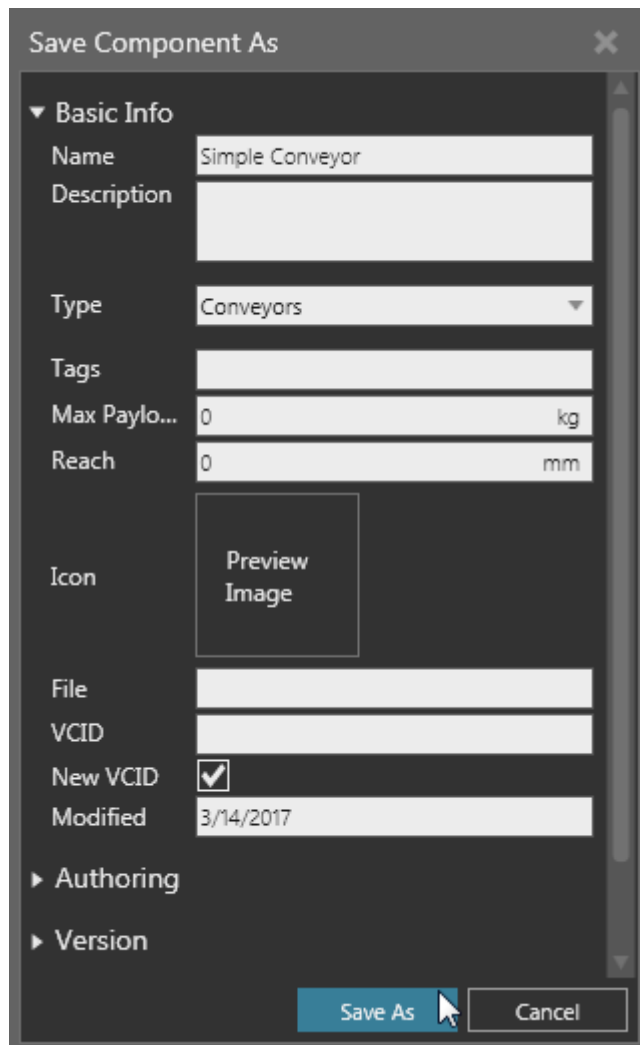 Save Component As
Basic Info
Name Simple Conveyor
Description
Type Conveyors
Tags
Max Paylo... 0 kg
Reach 0 mm
Icon Preview Image
File
VCID
New VCID
Modified 3/14/2017
Authoring
Version
Save As Cancel